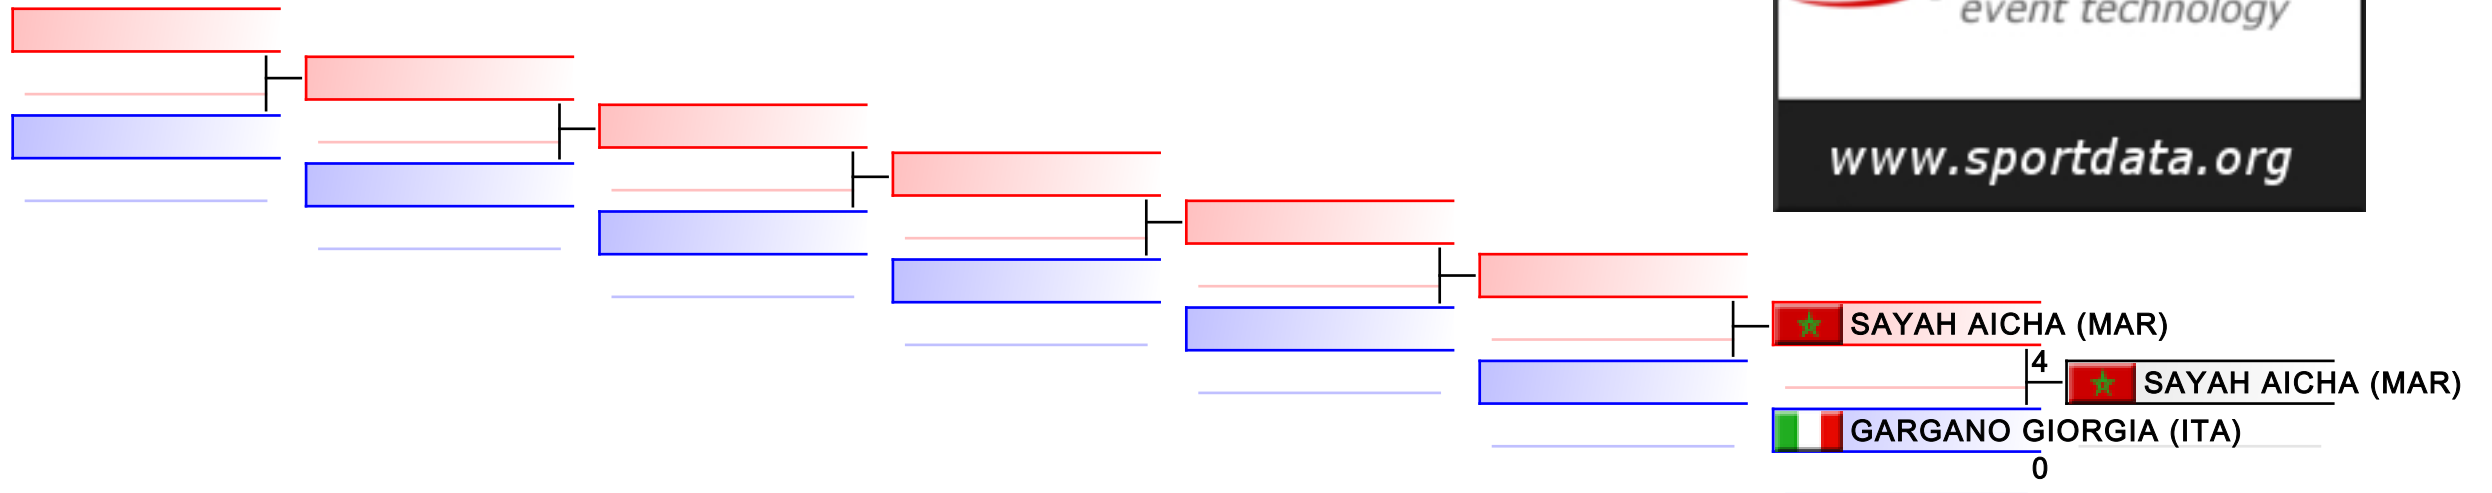 event technology
www.sportdata.org
SAYAH AICHA (MAR)
4
SAYAH AICHA (MAR)
GARGANO GIORGIA (ITA)
0